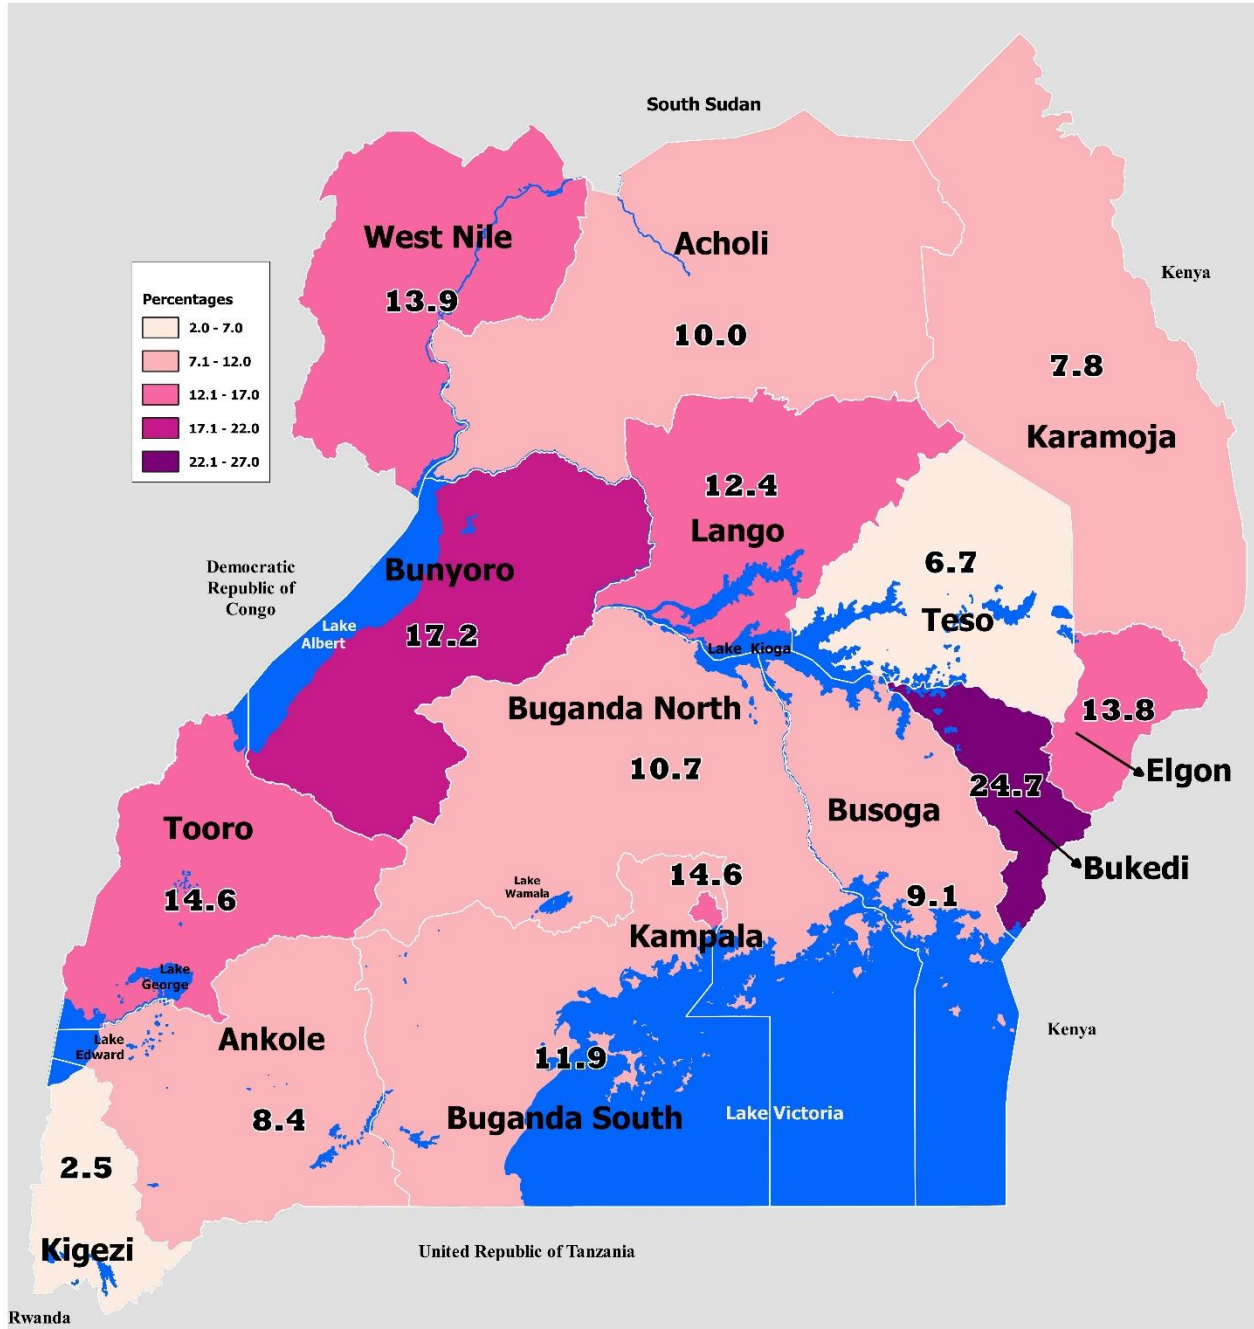 South Sudan
West Nile
13.9
Acholi
10.0
Kenya
Percentages
2.0 - 7.0
7.1 - 12.0
12.1 - 17.0
17.1 - 22.0
22.1 - 27.0
7.8
Karamoja
12.4
Lango
Democratic
Republic of
Congo
Bunyoro
17.2
Lake
Albert
6.7
Teso
Lake Kioga
Buganda North
10.7
13.8
Elgon
24.7
Bukedi
Busoga
9.1
Tooro
14.6
Lake
Wamala
14.6
Kampala
Lake
George
Lake
Edward
Ankole
8.4
11.9
Buganda South
Lake Victoria
Kenya
2.5
Kigezi
United Republic of Tanzania
Rwanda